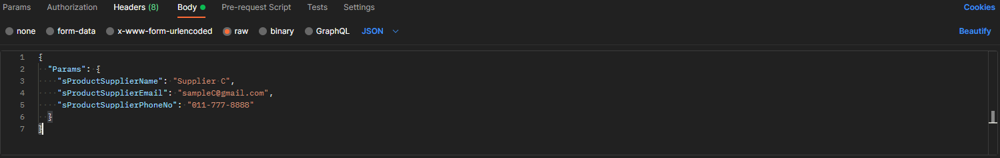 Params Authorization Headers (8) Body Pre-request Script Tests Settings Cookies
none form-data x-www-form-urlencoded raw binary GraphQL JSON Beautify
1 {
2 "Params": {
3 "sProductSupplierName": "Supplier C",
4 "sProductSupplierEmail": "sampleC@gmail.com",
5 "sProductSupplierPhoneNo": "011-777-8888"
6 }
7 }